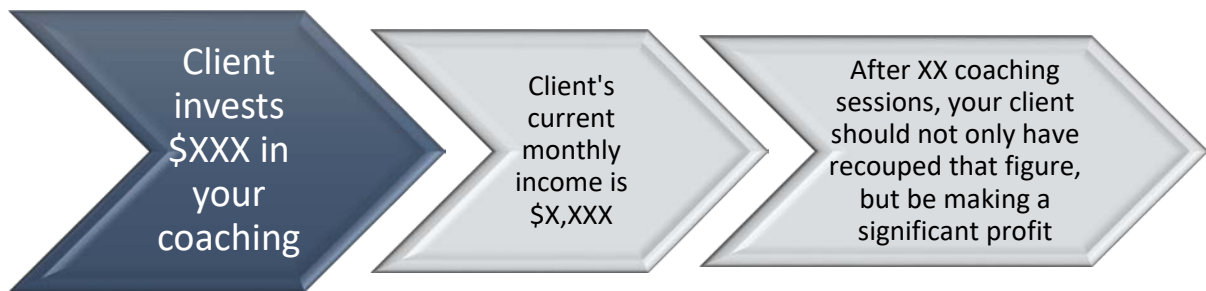 Client
invests
$XXX in
your
coaching
Client's
current
monthly
income is
$X,XXX
After XX coaching
sessions, your client
should not only have
recouped that figure,
but be making a
significant profit